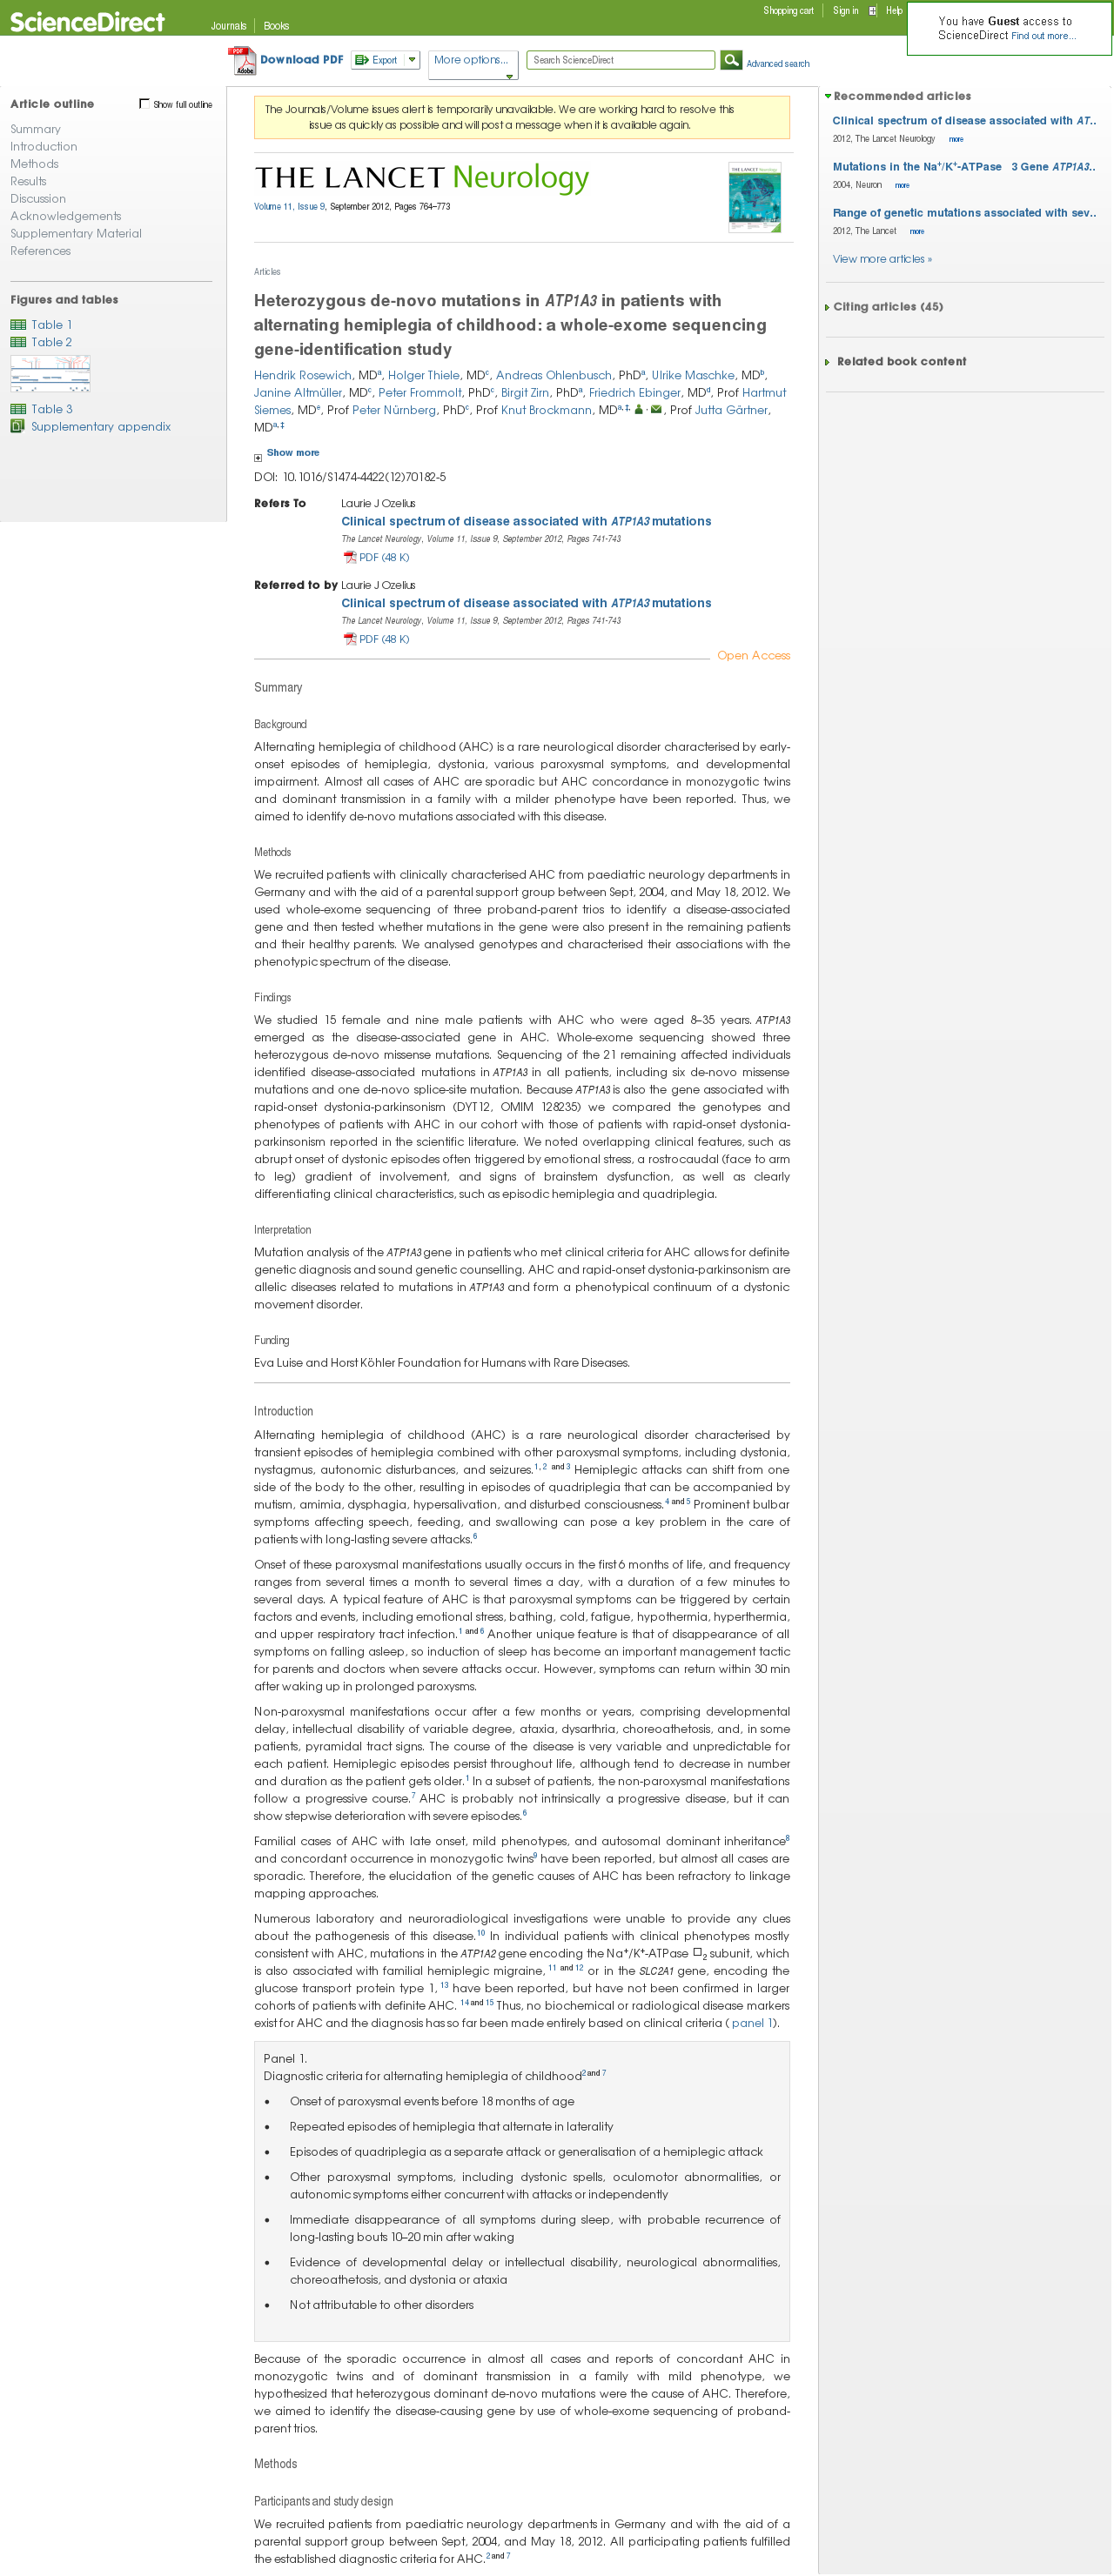 ScienceDirect
Journals
Books
Shopping cart
Sign in
Help
You have Guest access to
ScienceDirect Find out more...
Download PDF
Export
More options...
Search ScienceDirect
Advanced search
Article outline
Show full outline
Summary
Introduction
Methods
Results
Discussion
Acknowledgements
Supplementary Material
References
Figures and tables
Table 1
Table 2
Table 3
Supplementary appendix
The Journals/Volume issues alert is temporarily unavailable. We are working hard to resolve this
issue as quickly as possible and will post a message when it is available again.
THE LANCET Neurology
Volume 11, Issue 9, September 2012, Pages 764–773
Articles
Heterozygous de-novo mutations in ATP1A3 in patients with
alternating hemiplegia of childhood: a whole-exome sequencing
gene-identification study
Hendrik Rosewich, MDa, Holger Thiele, MDc, Andreas Ohlenbusch, PhDa, Ulrike Maschke, MDb,
Janine Altmüller, MDc, Peter Frommolt, PhDc, Birgit Zirn, PhDa, Friedrich Ebinger, MDd, Prof Hartmut
Siemes, MDe, Prof Peter Nürnberg, PhDc, Prof Knut Brockmann, MDa, ‡, , Prof Jutta Gärtner,
MDa, ‡
Show more
DOI: 10.1016/S1474-4422(12)70182-5
Refers To
Laurie J Ozelius
Clinical spectrum of disease associated with ATP1A3 mutations
The Lancet Neurology, Volume 11, Issue 9, September 2012, Pages 741-743
PDF (48 K)
Referred to by
Laurie J Ozelius
Clinical spectrum of disease associated with ATP1A3 mutations
The Lancet Neurology, Volume 11, Issue 9, September 2012, Pages 741-743
PDF (48 K)
Open Access
Summary
Background
Alternating hemiplegia of childhood (AHC) is a rare neurological disorder characterised by early-
onset episodes of hemiplegia, dystonia, various paroxysmal symptoms, and developmental
impairment. Almost all cases of AHC are sporadic but AHC concordance in monozygotic twins
and dominant transmission in a family with a milder phenotype have been reported. Thus, we
aimed to identify de-novo mutations associated with this disease.
Methods
We recruited patients with clinically characterised AHC from paediatric neurology departments in
Germany and with the aid of a parental support group between Sept, 2004, and May 18, 2012. We
used whole-exome sequencing of three proband-parent trios to identify a disease-associated
gene and then tested whether mutations in the gene were also present in the remaining patients
and their healthy parents. We analysed genotypes and characterised their associations with the
phenotypic spectrum of the disease.
Findings
We studied 15 female and nine male patients with AHC who were aged 8–35 years. ATP1A3
emerged as the disease-associated gene in AHC. Whole-exome sequencing showed three
heterozygous de-novo missense mutations. Sequencing of the 21 remaining affected individuals
identified disease-associated mutations in ATP1A3 in all patients, including six de-novo missense
mutations and one de-novo splice-site mutation. Because ATP1A3 is also the gene associated with
rapid-onset dystonia-parkinsonism (DYT12, OMIM 128235) we compared the genotypes and
phenotypes of patients with AHC in our cohort with those of patients with rapid-onset dystonia-
parkinsonism reported in the scientific literature. We noted overlapping clinical features, such as
abrupt onset of dystonic episodes often triggered by emotional stress, a rostrocaudal (face to arm
to leg) gradient of involvement, and signs of brainstem dysfunction, as well as clearly
differentiating clinical characteristics, such as episodic hemiplegia and quadriplegia.
Interpretation
Mutation analysis of the ATP1A3 gene in patients who met clinical criteria for AHC allows for definite
genetic diagnosis and sound genetic counselling. AHC and rapid-onset dystonia-parkinsonism are
allelic diseases related to mutations in ATP1A3 and form a phenotypical continuum of a dystonic
movement disorder.
Funding
Eva Luise and Horst Köhler Foundation for Humans with Rare Diseases.
Introduction
Alternating hemiplegia of childhood (AHC) is a rare neurological disorder characterised by
transient episodes of hemiplegia combined with other paroxysmal symptoms, including dystonia,
nystagmus, autonomic disturbances, and seizures.1, 2 and 3 Hemiplegic attacks can shift from one
side of the body to the other, resulting in episodes of quadriplegia that can be accompanied by
mutism, amimia, dysphagia, hypersalivation, and disturbed consciousness.4 and 5 Prominent bulbar
symptoms affecting speech, feeding, and swallowing can pose a key problem in the care of
patients with long-lasting severe attacks.6
Onset of these paroxysmal manifestations usually occurs in the first 6 months of life, and frequency
ranges from several times a month to several times a day, with a duration of a few minutes to
several days. A typical feature of AHC is that paroxysmal symptoms can be triggered by certain
factors and events, including emotional stress, bathing, cold, fatigue, hypothermia, hyperthermia,
and upper respiratory tract infection.1 and 6 Another unique feature is that of disappearance of all
symptoms on falling asleep, so induction of sleep has become an important management tactic
for parents and doctors when severe attacks occur. However, symptoms can return within 30 min
after waking up in prolonged paroxysms.
Non-paroxysmal manifestations occur after a few months or years, comprising developmental
delay, intellectual disability of variable degree, ataxia, dysarthria, choreoathetosis, and, in some
patients, pyramidal tract signs. The course of the disease is very variable and unpredictable for
each patient. Hemiplegic episodes persist throughout life, although tend to decrease in number
and duration as the patient gets older.1 In a subset of patients, the non-paroxysmal manifestations
follow a progressive course.7 AHC is probably not intrinsically a progressive disease, but it can
show stepwise deterioration with severe episodes.6
Familial cases of AHC with late onset, mild phenotypes, and autosomal dominant inheritance8
and concordant occurrence in monozygotic twins9 have been reported, but almost all cases are
sporadic. Therefore, the elucidation of the genetic causes of AHC has been refractory to linkage
mapping approaches.
Numerous laboratory and neuroradiological investigations were unable to provide any clues
about the pathogenesis of this disease.10 In individual patients with clinical phenotypes mostly
consistent with AHC, mutations in the ATP1A2 gene encoding the Na+/K+-ATPase □2 subunit, which
is also associated with familial hemiplegic migraine, 11 and 12 or in the SLC2A1 gene, encoding the
glucose transport protein type 1, 13 have been reported, but have not been confirmed in larger
cohorts of patients with definite AHC. 14 and 15 Thus, no biochemical or radiological disease markers
exist for AHC and the diagnosis has so far been made entirely based on clinical criteria ( panel 1).
Panel 1.
Diagnostic criteria for alternating hemiplegia of childhood2 and 7
• Onset of paroxysmal events before 18 months of age
• Repeated episodes of hemiplegia that alternate in laterality
• Episodes of quadriplegia as a separate attack or generalisation of a hemiplegic attack
• Other paroxysmal symptoms, including dystonic spells, oculomotor abnormalities, or
autonomic symptoms either concurrent with attacks or independently
• Immediate disappearance of all symptoms during sleep, with probable recurrence of
long-lasting bouts 10–20 min after waking
• Evidence of developmental delay or intellectual disability, neurological abnormalities,
choreoathetosis, and dystonia or ataxia
• Not attributable to other disorders
Because of the sporadic occurrence in almost all cases and reports of concordant AHC in
monozygotic twins and of dominant transmission in a family with mild phenotype, we
hypothesized that heterozygous dominant de-novo mutations were the cause of AHC. Therefore,
we aimed to identify the disease-causing gene by use of whole-exome sequencing of proband-
parent trios.
Methods
Participants and study design
We recruited patients from paediatric neurology departments in Germany and with the aid of a
parental support group between Sept, 2004, and May 18, 2012. All participating patients fulfilled
the established diagnostic criteria for AHC.2 and 7
Recommended articles
Clinical spectrum of disease associated with AT..
2012, The Lancet Neurology more
Mutations in the Na+/K+-ATPase 3 Gene ATP1A3..
2004, Neuron more
Range of genetic mutations associated with sev..
2012, The Lancet more
View more articles »
Citing articles (45)
Related book content